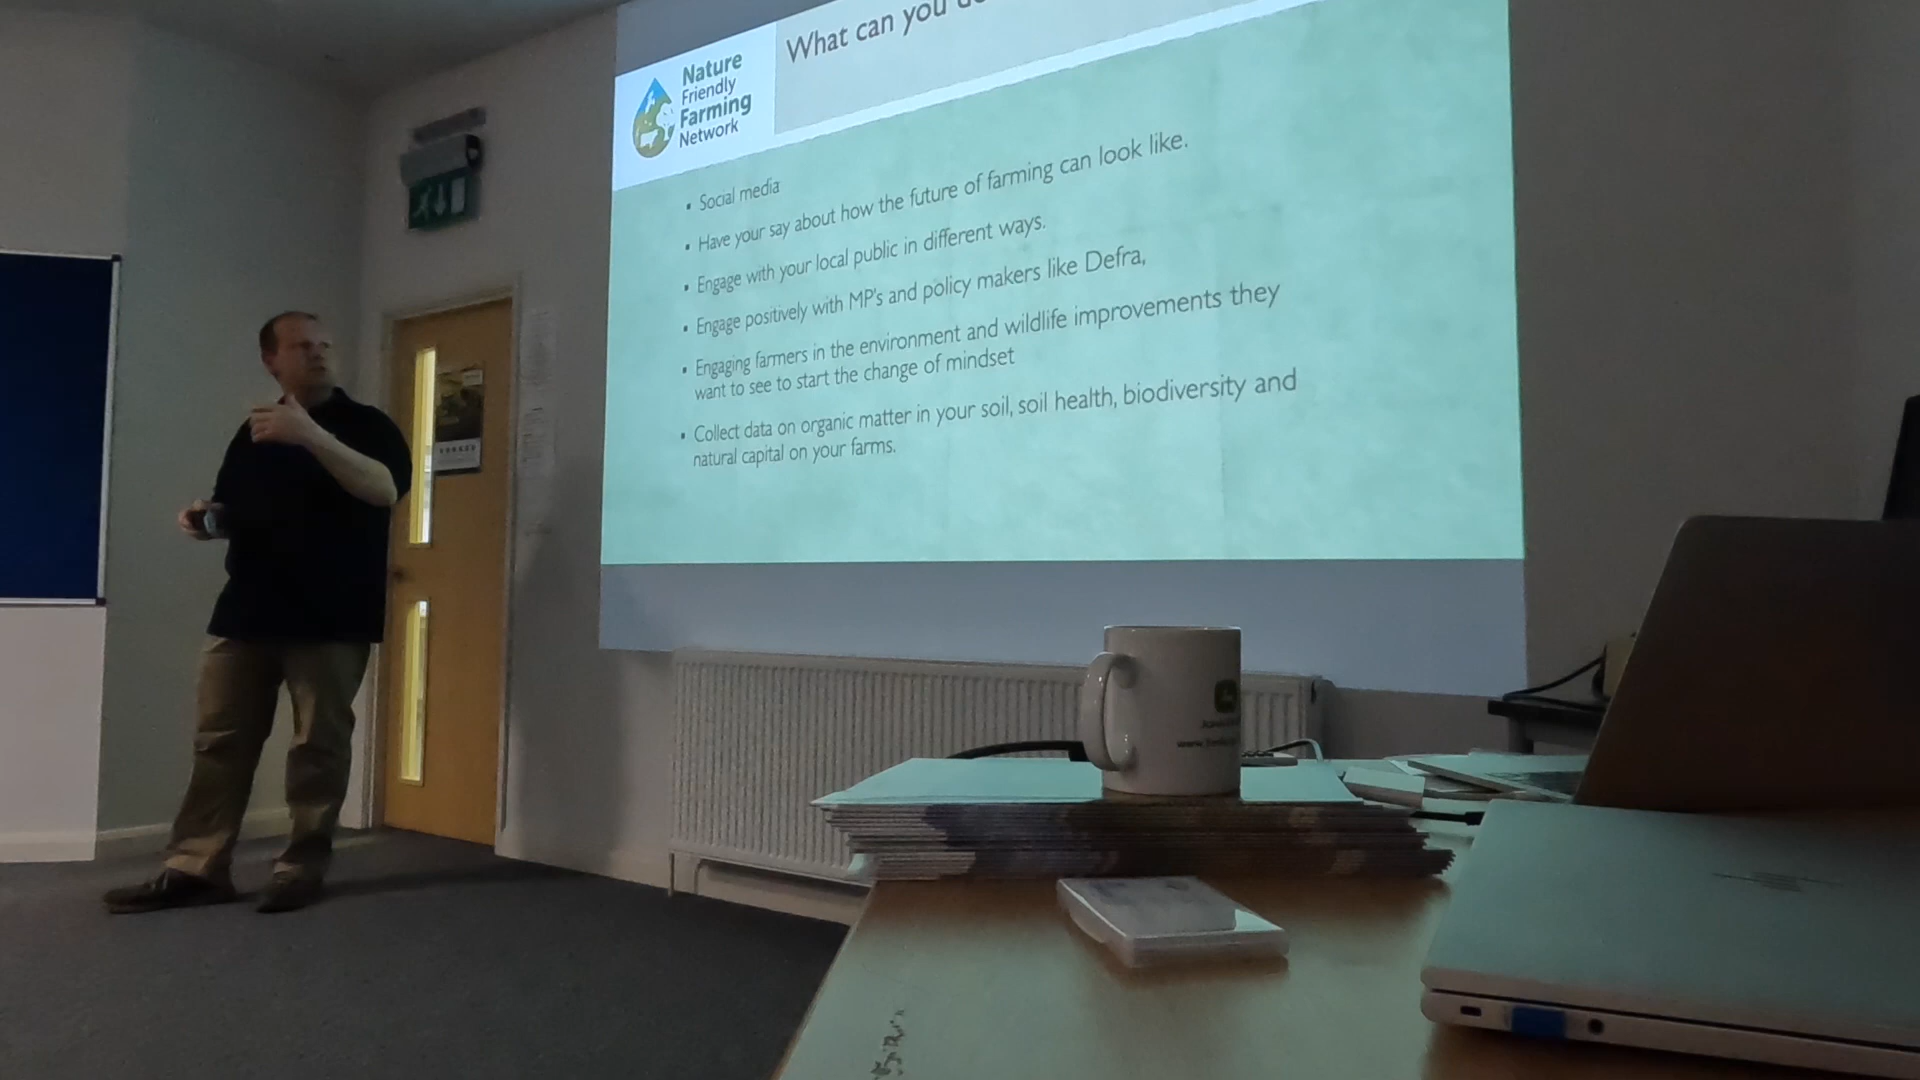 What can you
Nature
Friendly
Farming
Network
▪ Social media
▪ Have your say about how the future of farming can look like.
▪ Engage with your local public in different ways.
▪ Engage positively with MP's and policy makers like Defra,
▪ Engaging farmers in the environment and wildlife improvements they
want to see to start the change of mindset
▪ Collect data on organic matter in your soil, soil health, biodiversity and
natural capital on your farms.